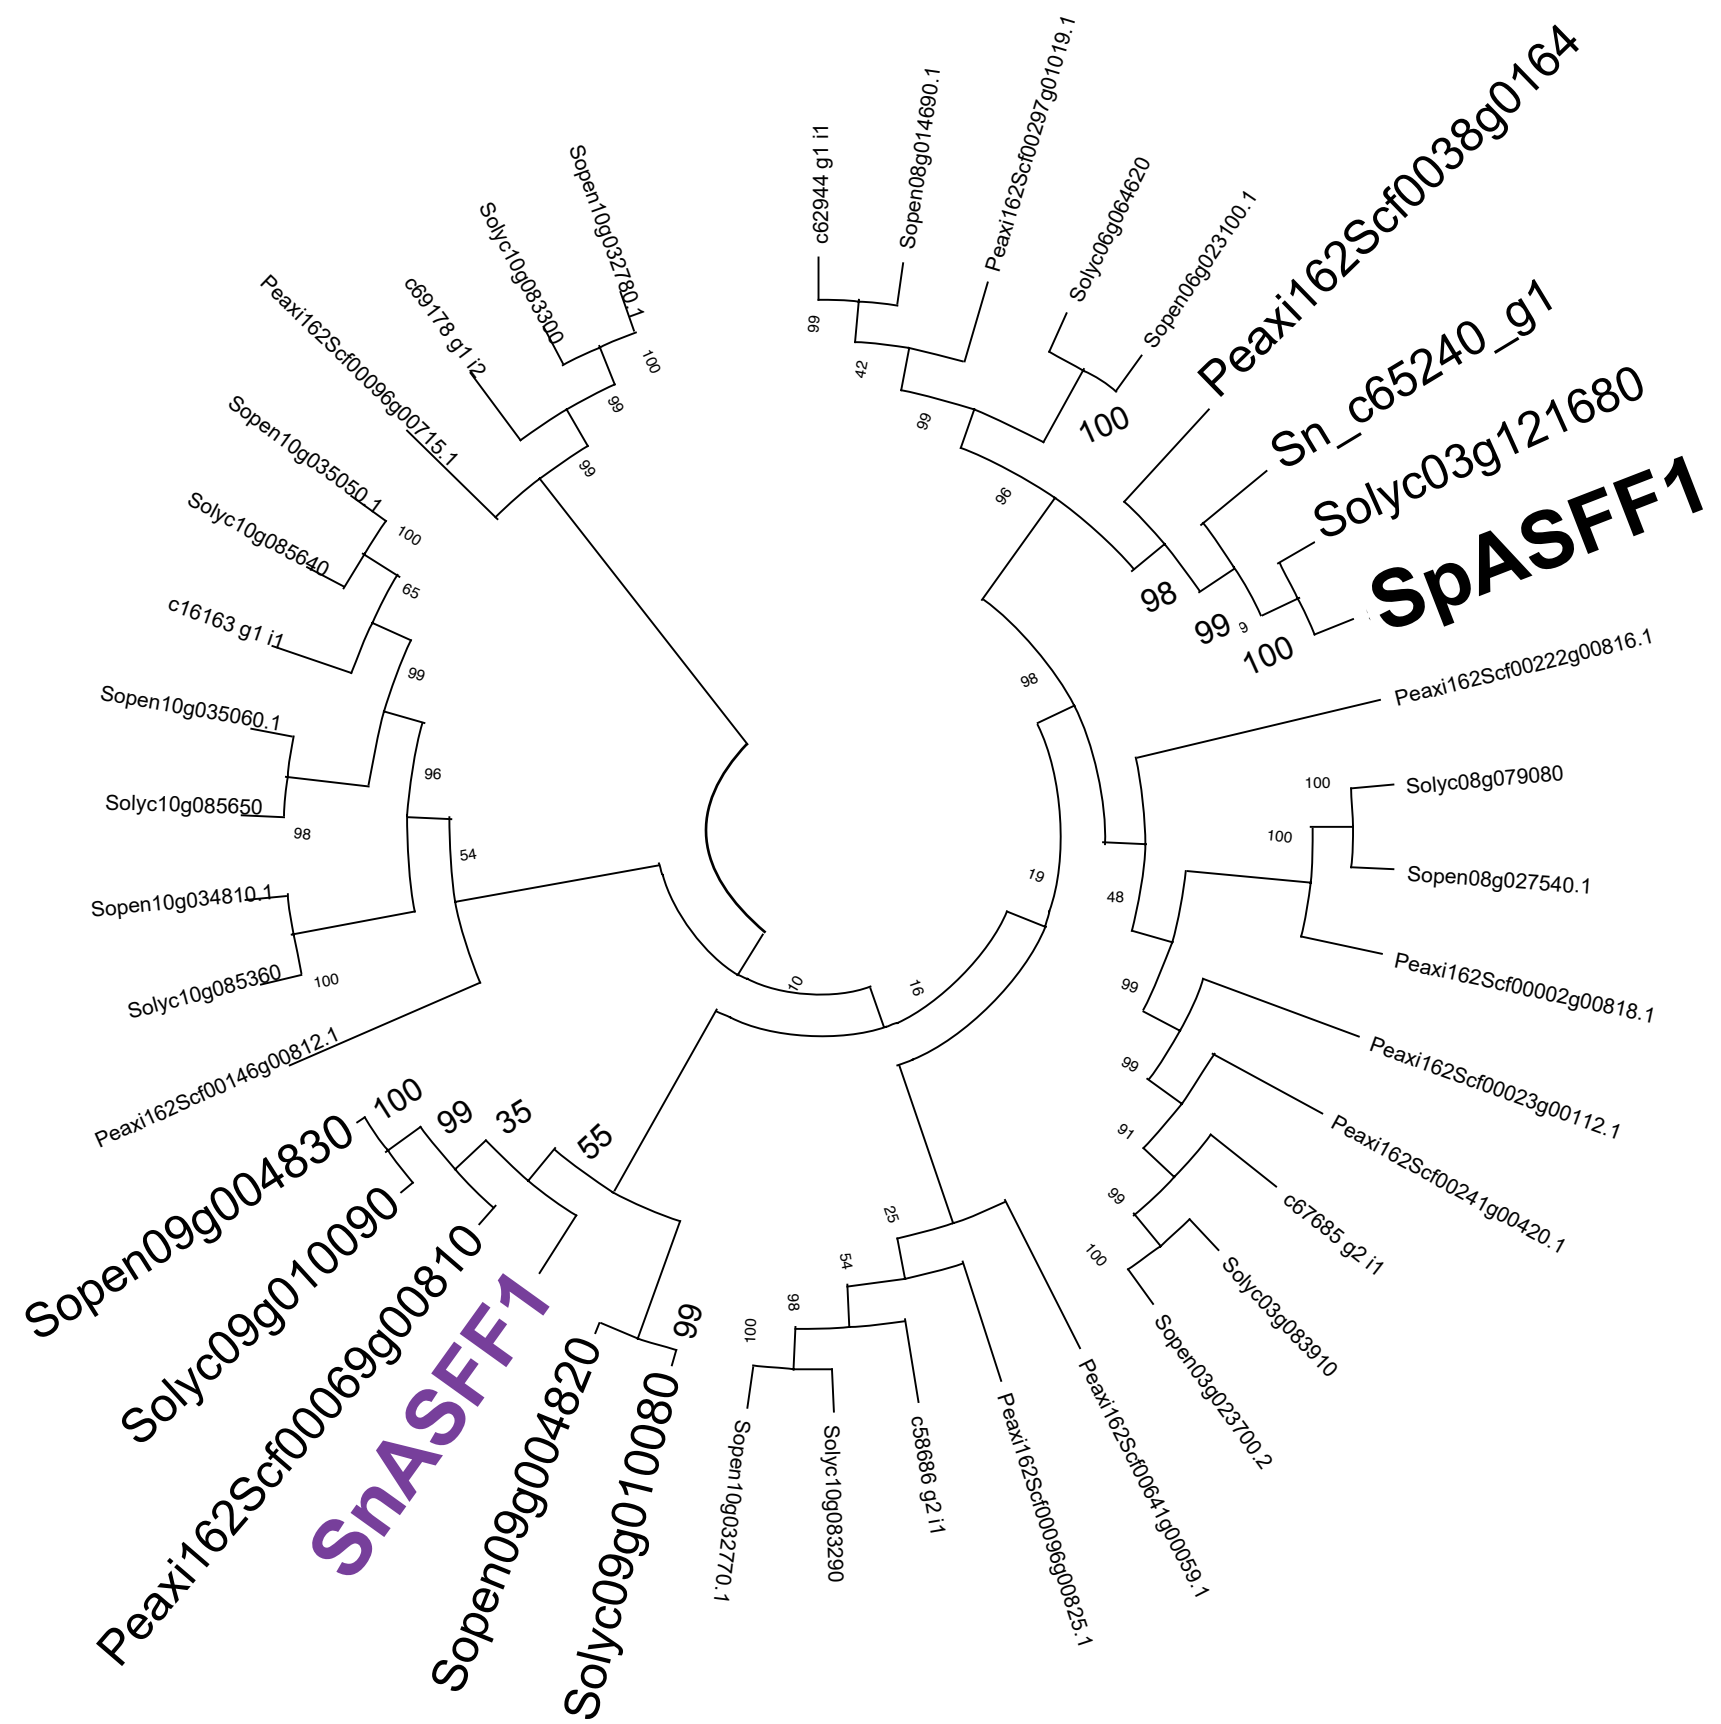 c62944 g1 i1
Sopen08g014690.1
Peaxi162Scf00297g01019.1
Solyc06g064620
Sopen06g023100.1
Peaxi162Scf0038g0164
Sn_c65240_g1
Solyc03g121680
SpASFF1
Peaxi162Scf00222g00816.1
Solyc08g079080
Sopen08g027540.1
Peaxi162Scf00002g00818.1
Peaxi162Scf00023g00112.1
Peaxi162Scf00241g00420.1
c67685 g2 i1
Solyc03g083910
Sopen03g023700.2
Peaxi162Scf00641g00059.1
Peaxi162Scf00096g00825.1
c58686 g2 i1
Solyc10g083290
Sopen10g032770.1
Solyc09g010080
Sopen09g004820
SnASFF1
Peaxi162Scf00069g00810
Solyc09g010090
Sopen09g004830
Peaxi162Scf00146g00812.1
Solyc10g085360
Sopen10g034810.1
Solyc10g085650
Sopen10g035060.1
c16163 g1 i1
Solyc10g085640
Sopen10g035050.1
Peaxi162Scf00096g00715.1
c69178 g1 i2
Solyc10g083300
Sopen10g032780.1
99
42
99
100
96
98
99
9
100
98
100
100
48
99
99
91
99
100
19
16
10
25
54
98
100
99
55
35
99
100
100
54
96
98
99
65
100
99
99
100